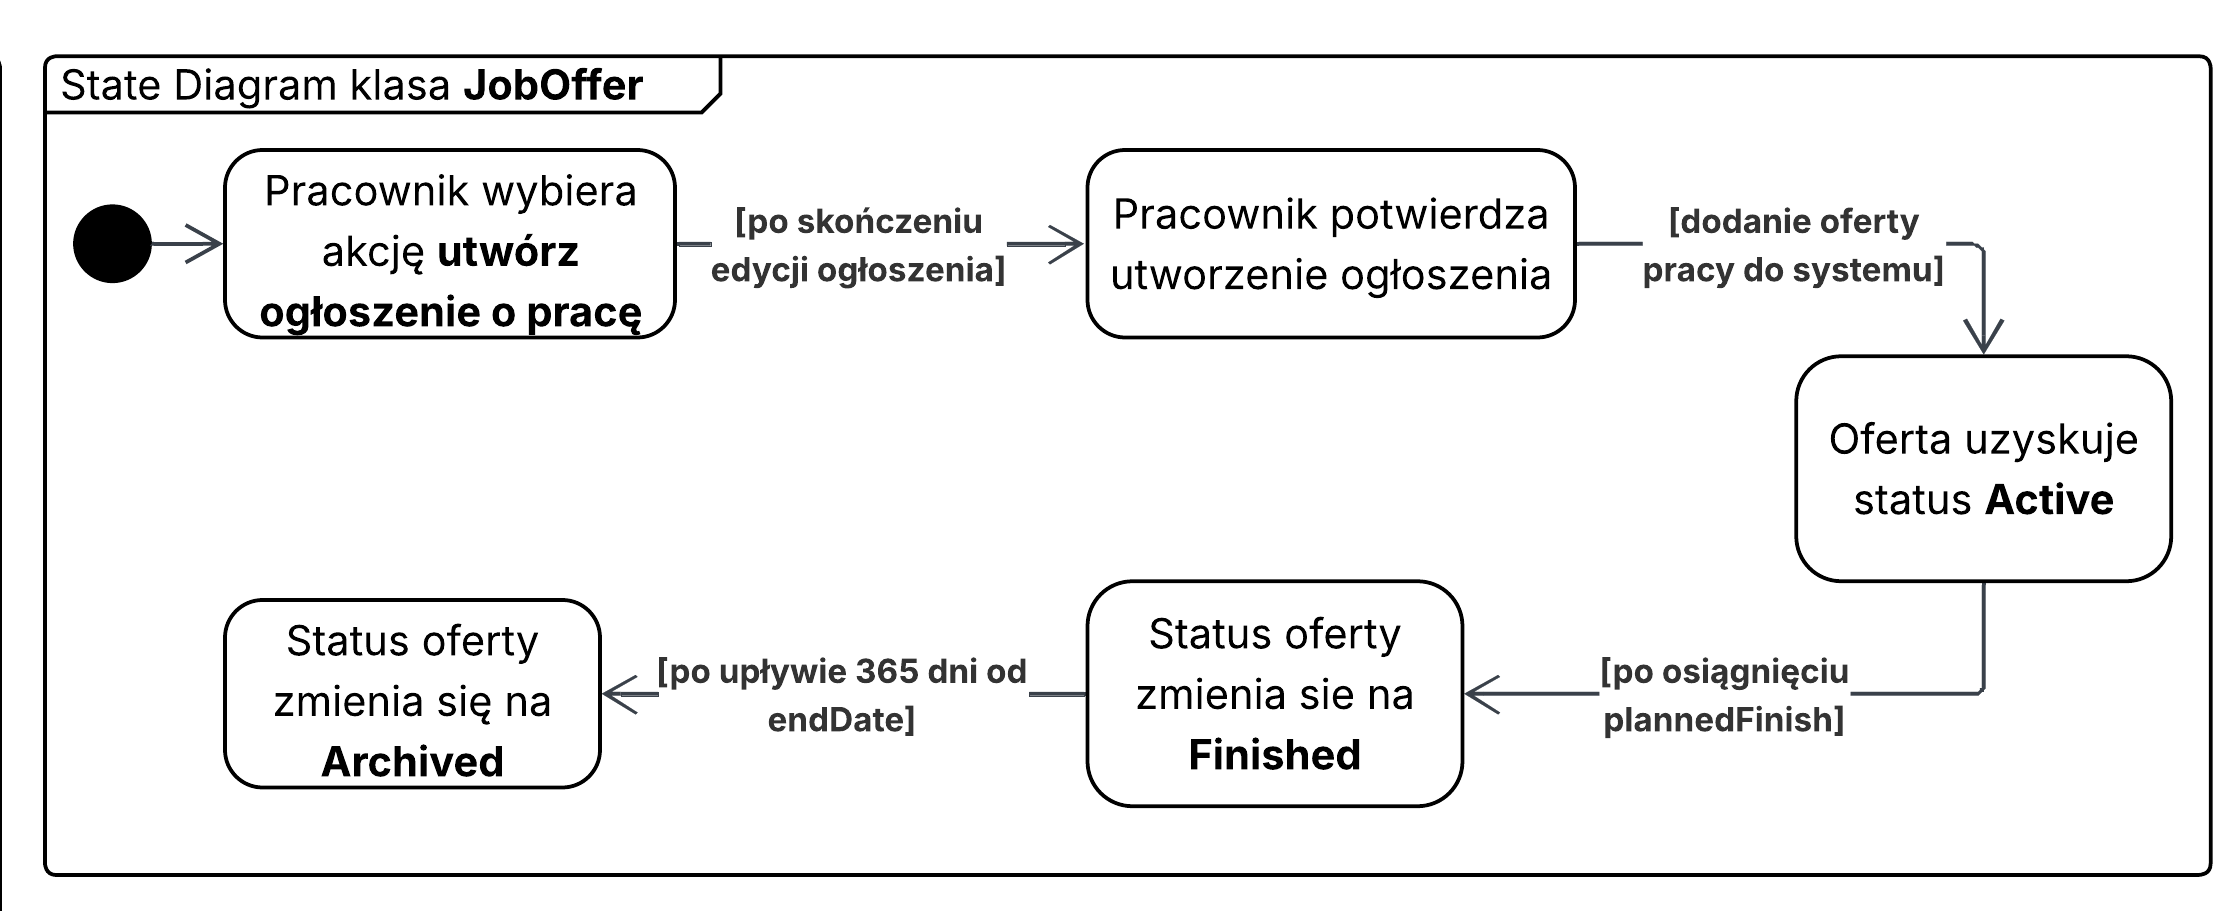 State Diagram klasa JobOffer
Pracownik wybiera
akcję utwórz
ogłoszenie o pracę
[po skończeniu
edycji ogłoszenia]
Pracownik potwierdza
utworzenie ogłoszenia
[dodanie oferty
pracy do systemu]
Oferta uzyskuje
status Active
[po osiągnięciu
plannedFinish]
Status oferty
zmienia sie na
Finished
[po upływie 365 dni od
endDate]
Status oferty
zmienia się na
Archived